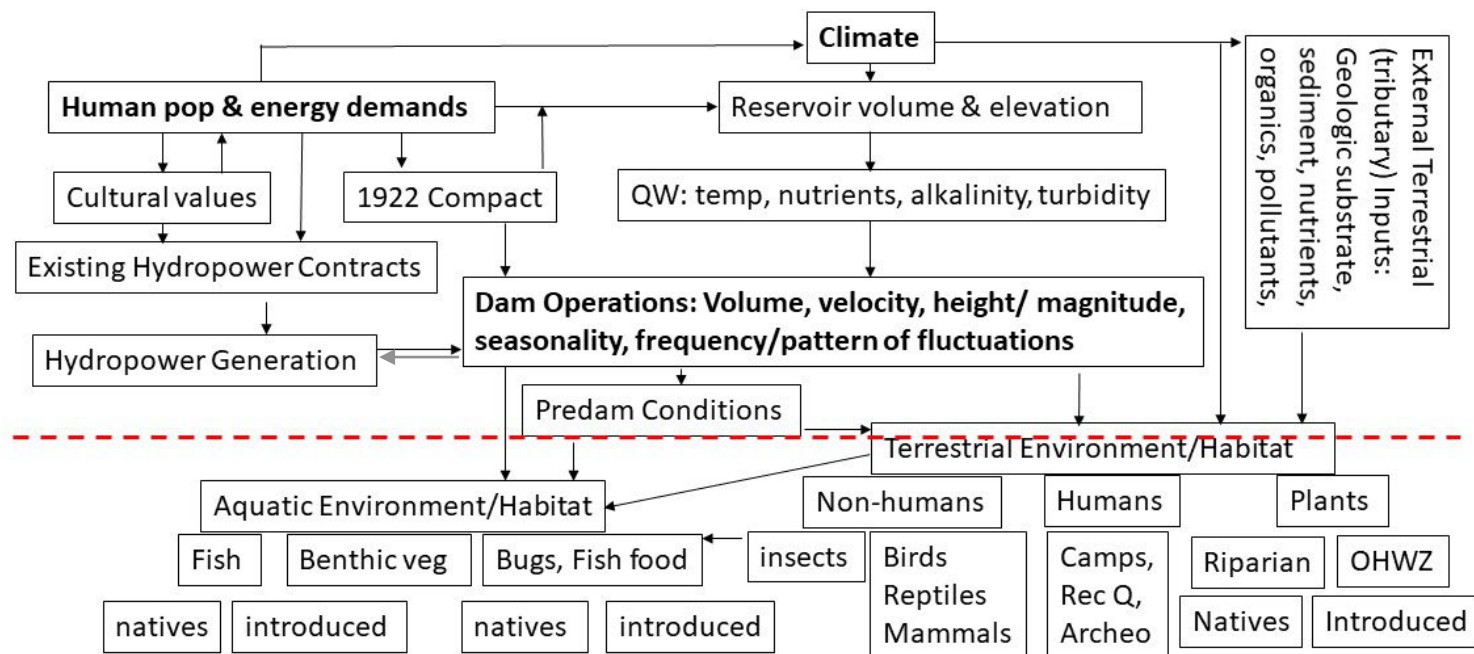 Climate
Human pop & energy demands
Reservoir volume & elevation
External Terrestrial
(tributary) Inputs:
Geologic substrate,
sediment, nutrients,
organics, pollutants,
Cultural values
1922 Compact
QW: temp, nutrients, alkalinity, turbidity
Existing Hydropower Contracts
Dam Operations: Volume, velocity, height/ magnitude,
seasonality, frequency/pattern of fluctuations
Hydropower Generation
Predam Conditions
Terrestrial Environment/Habitat
Aquatic Environment/Habitat
Non-humans
Humans
Plants
Fish
Benthic veg
Bugs, Fish food
insects
Birds
Reptiles
Mammals
Camps,
Rec Q,
Archeo
Riparian
OHWZ
natives
introduced
natives
introduced
Natives
Introduced